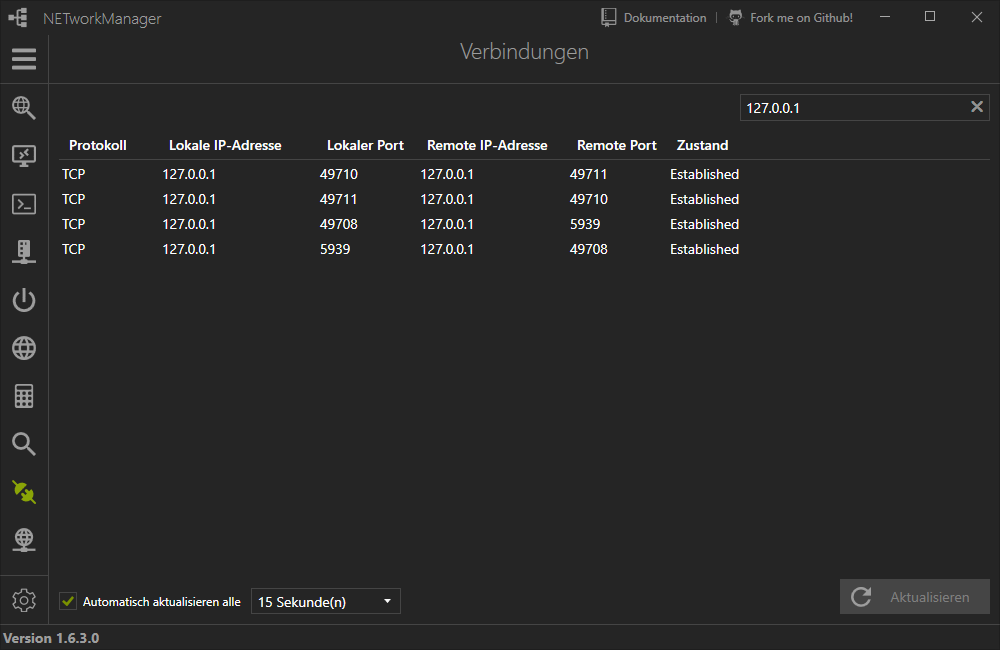 NETworkManager Dokumentation Fork me on Github!
Verbindungen
127.0.0.1
Protokoll Lokale IP-Adresse Lokaler Port Remote IP-Adresse Remote Port Zustand
TCP 127.0.0.1 49710 127.0.0.1 49711 Established
TCP 127.0.0.1 49711 127.0.0.1 49710 Established
TCP 127.0.0.1 49708 127.0.0.1 5939 Established
TCP 127.0.0.1 5939 127.0.0.1 49708 Established
Automatisch aktualisieren alle 15 Sekunde(n) Aktualisieren
Version 1.6.3.0